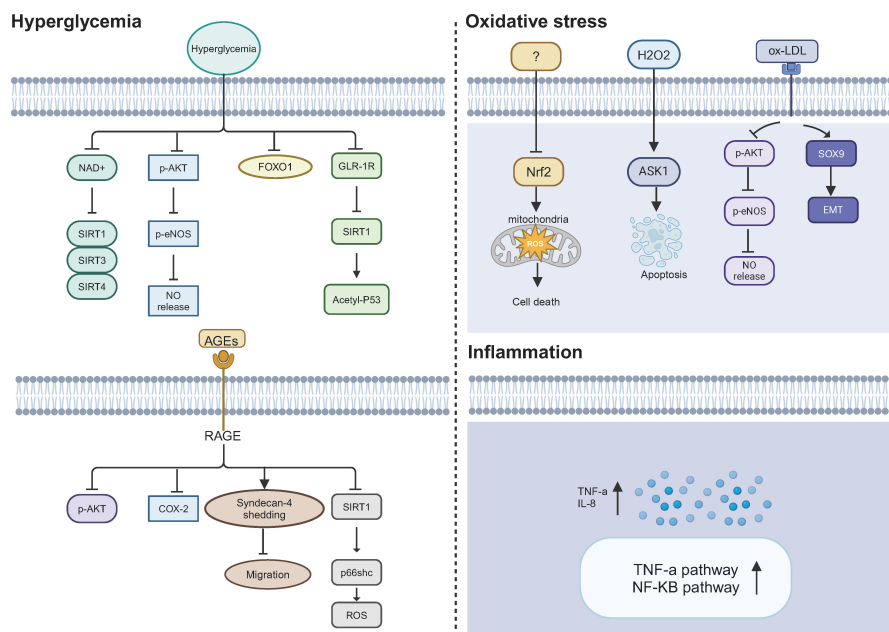 Hyperglycemia
Hyperglycemia
NAD+
p-AKT
FOXO1
GLR-1R
SIRT1
SIRT3
SIRT4
p-eNOS
NO
release
SIRT1
Acetyl-P53
AGEs
RAGE
p-AKT
COX-2
Syndecan-4
shedding
SIRT1
Migration
p66shc
ROS
Oxidative stress
?
H2O2
ox-LDL
Nrf2
ASK1
p-AKT
SOX9
mitochondria
ROS
Cell death
Apoptosis
p-eNOS
EMT
NO
release
Inflammation
TNF-a
IL-8
TNF-a pathway
NF-KB pathway